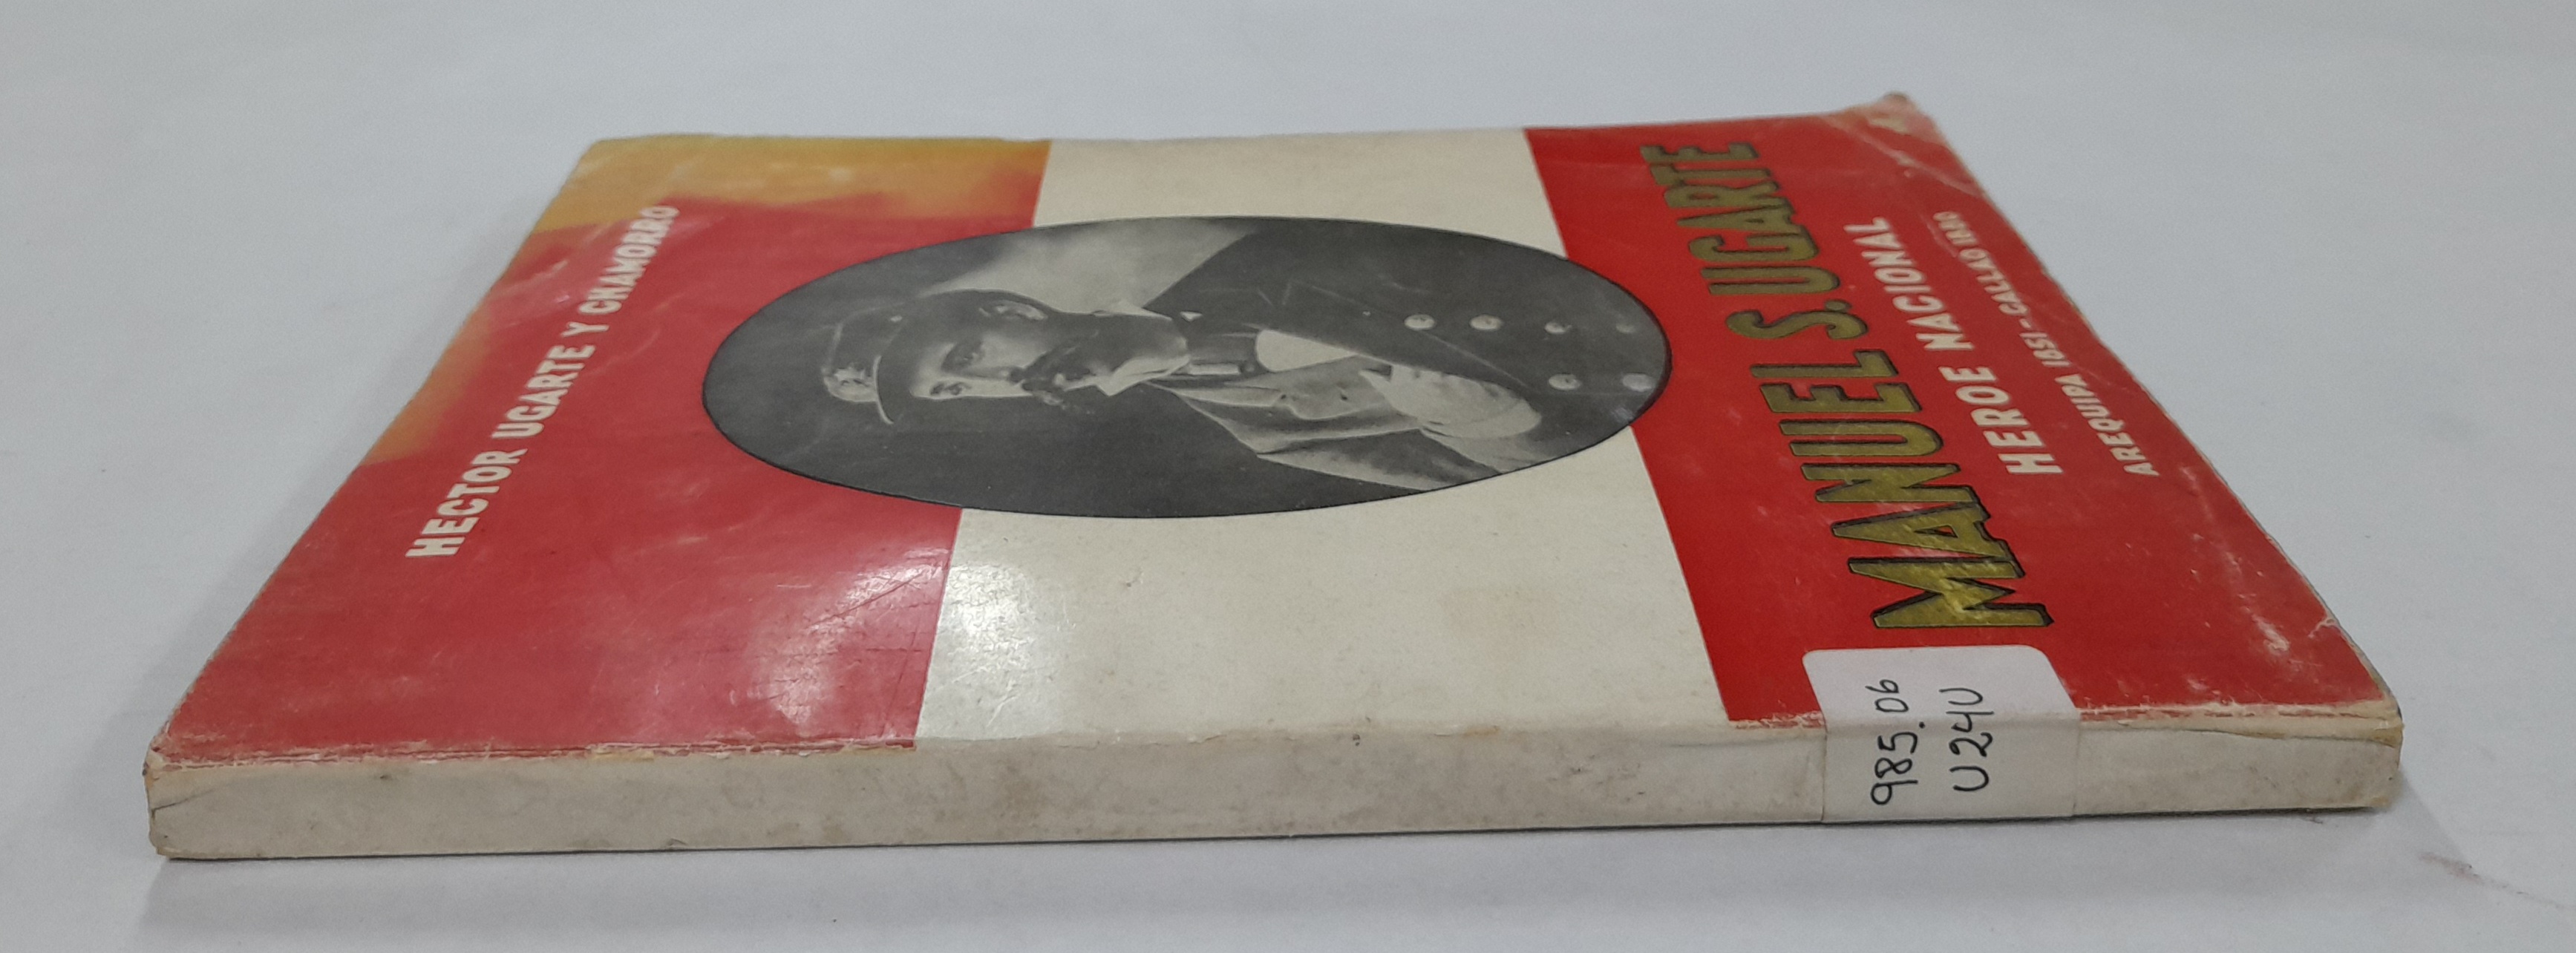 HECTOR UGARTE Y CHAMORRO
MANUEL S. UGARTE
HEROE NACIONAL
AREQUIPA 1851-CALLAO 1880
985.06
U24U